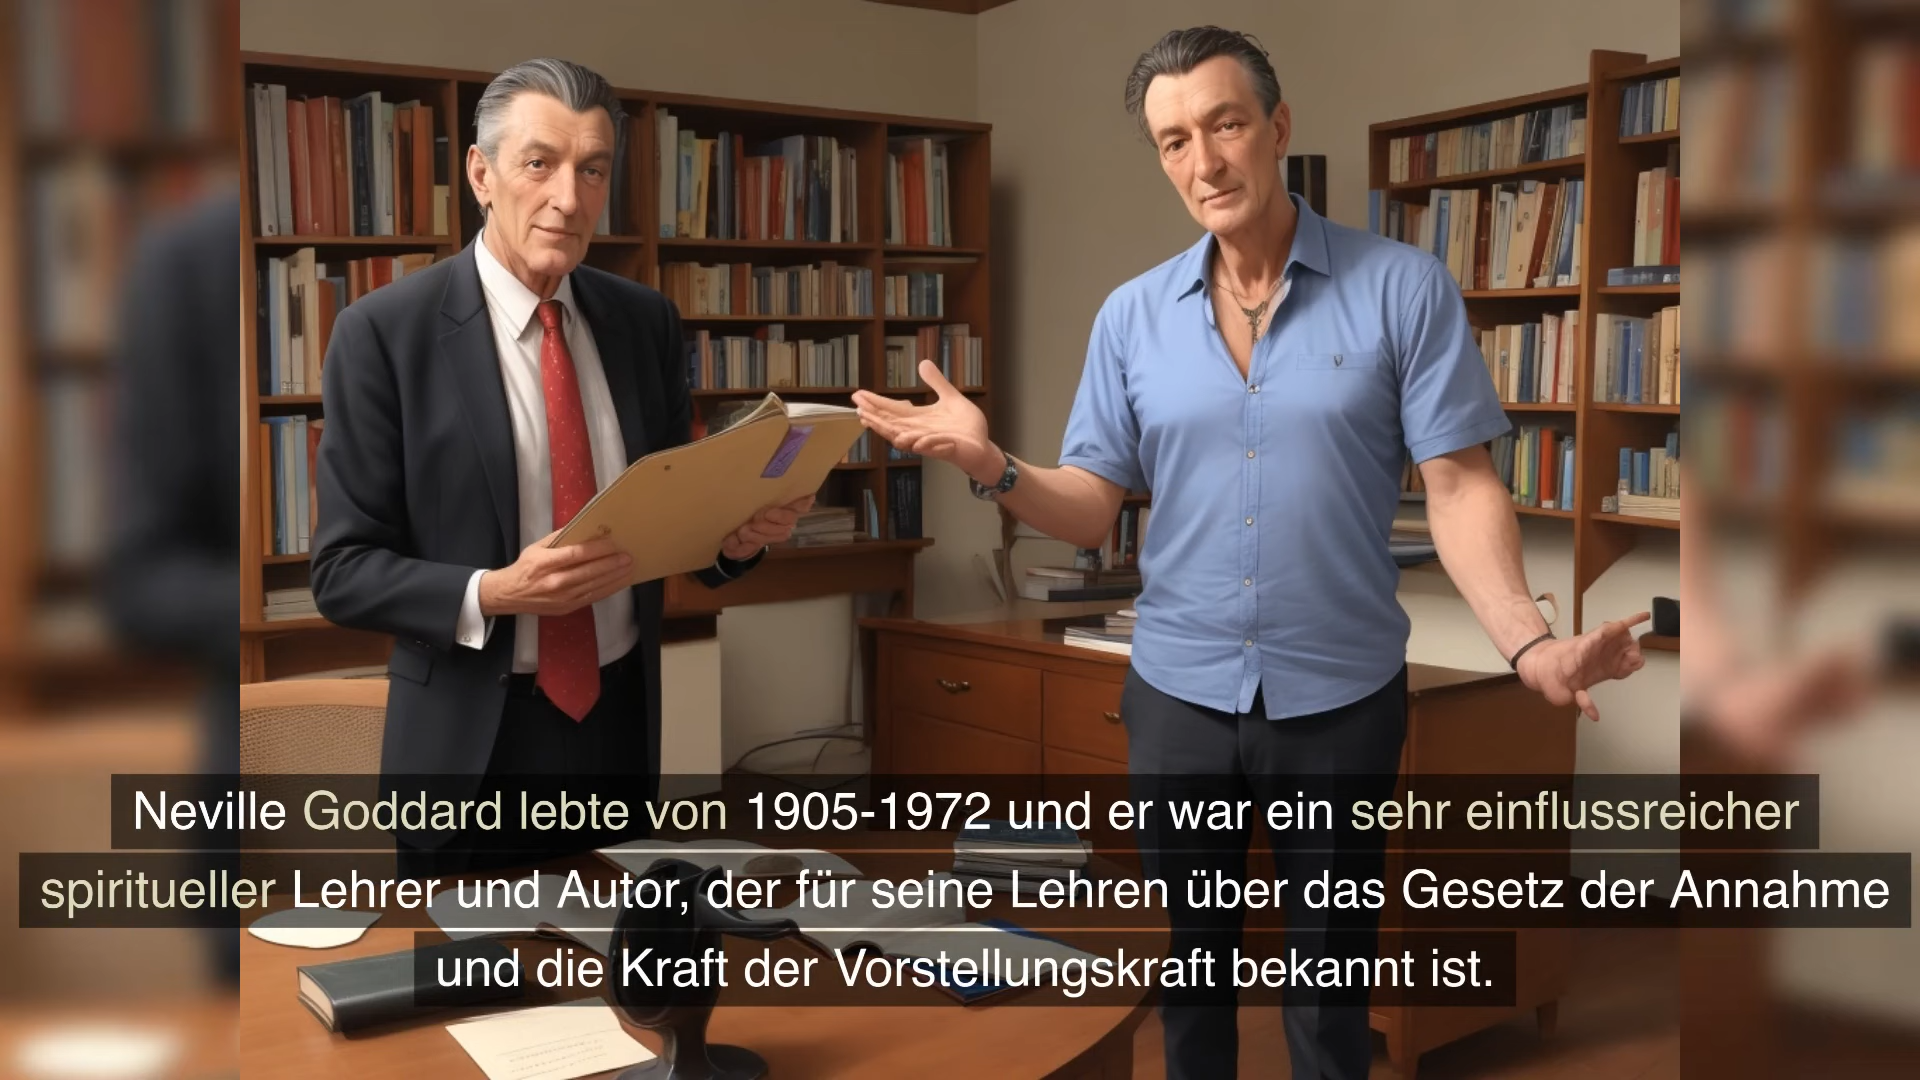 Neville Goddard lebte von 1905-1972 und er war ein sehr einflussreicher
spiritueller Lehrer und Autor, der für seine Lehren über das Gesetz der Annahme
und die Kraft der Vorstellungskraft bekannt ist.